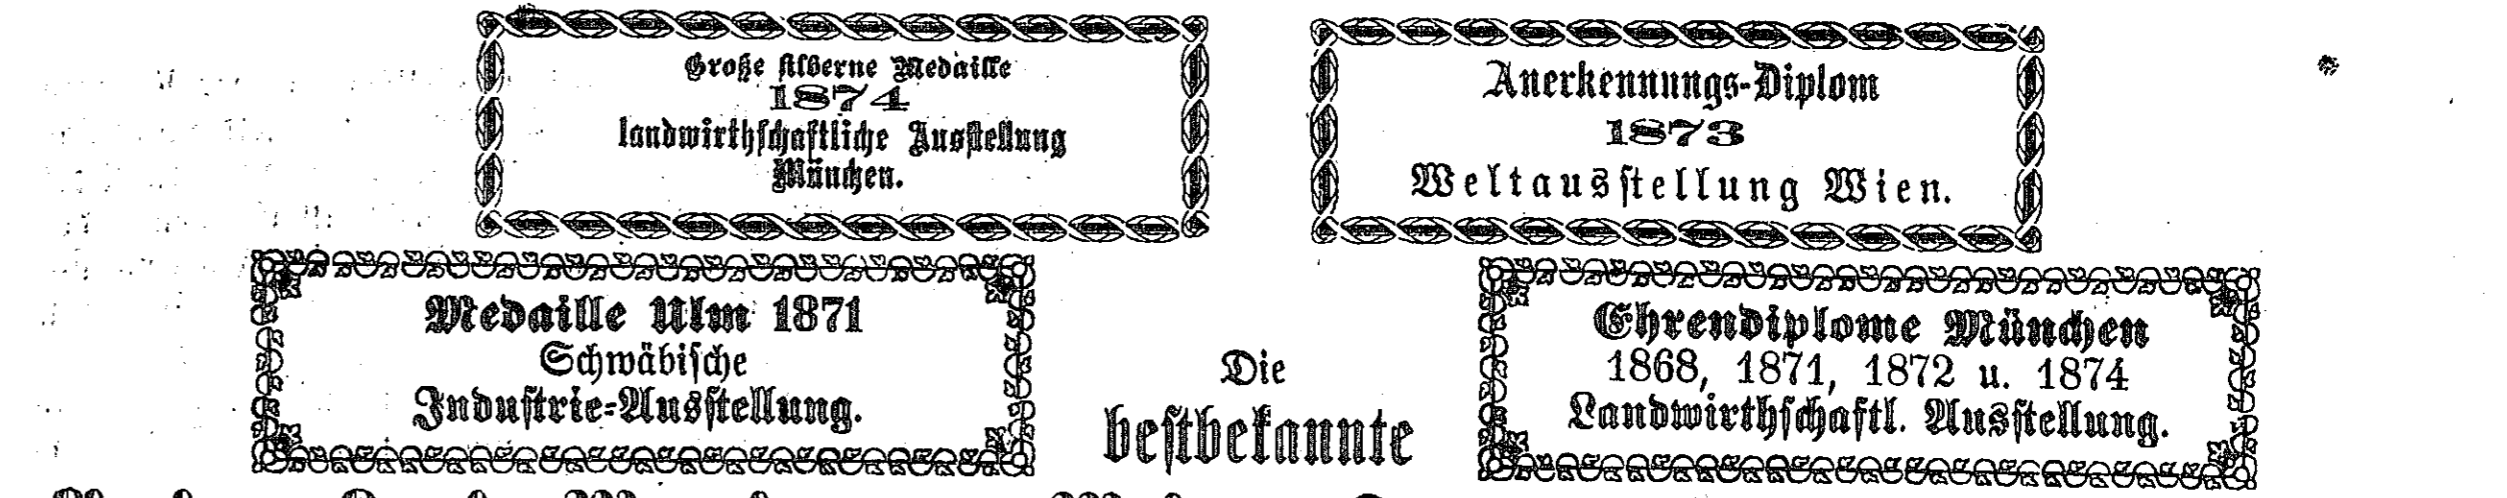 Große silberne Medaille
1874
landwirthschaftliche Ausstellung
München.
Anerkennungs-Diplom
1873
Weltausstellung Wien.
Medaille Ulm 1871
Schwäbische
Industrie-Ausstellung.
Die
bestbekannte
Ehrendiplome München
1868, 1871, 1872 u. 1874
Landwirthschaftl. Ausstellung.